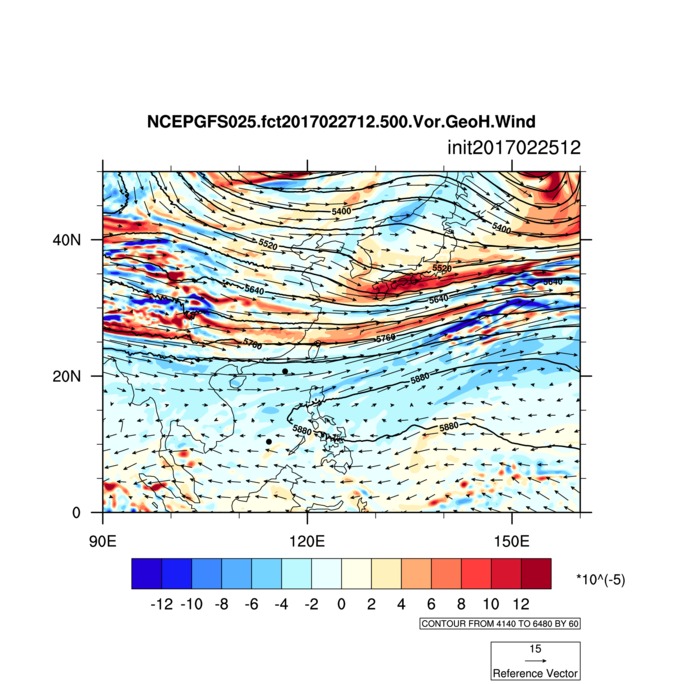 NCEPGFS025.fct2017022712.500.Vor.GeoH.Wind
init2017022512
5400
5400
5520
5520
5640
5640
5640
5760
5760
5880
5880
5880
40N
20N
0
90E 120E 150E
-12 -10 -8 -6 -4 -2 0 2 4 6 8 10 12
*10^(-5)
CONTOUR FROM 4140 TO 6480 BY 60
15
Reference Vector